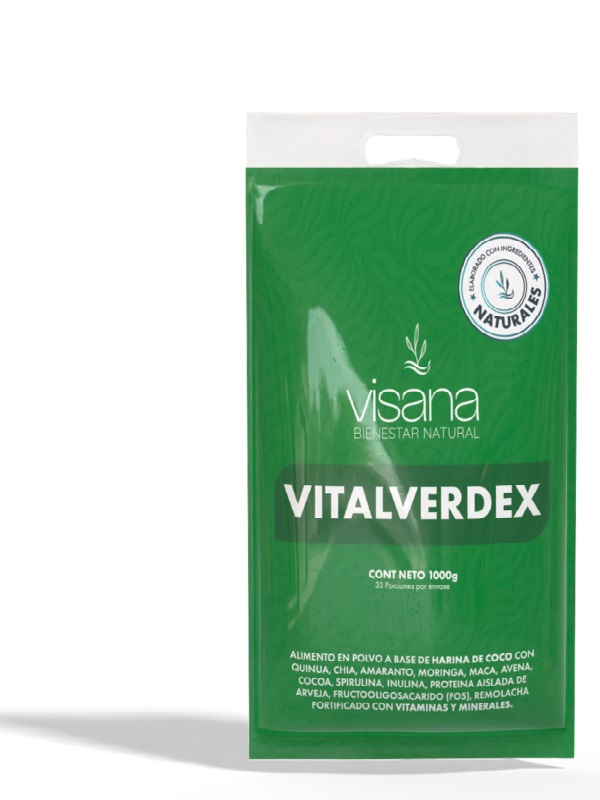 ★ ELABORADO CON INGREDIENTES ★
NATURALES
visana
BIENESTAR NATURAL
VITALVERDEX
CONT NETO 1000g
33 Porciones por envase
ALIMENTO EN POLVO A BASE DE HARINA DE COCO CON
QUINUA, CHIA, AMARANTO, MORINGA, MACA, AVENA,
COCOA, SPIRULINA, INULINA, PROTEINA AISLADA DE
ARVEJA, FRUCTOOLIGOSACARIDO (FOS), REMOLACHA
FORTIFICADO CON VITAMINAS Y MINERALES.